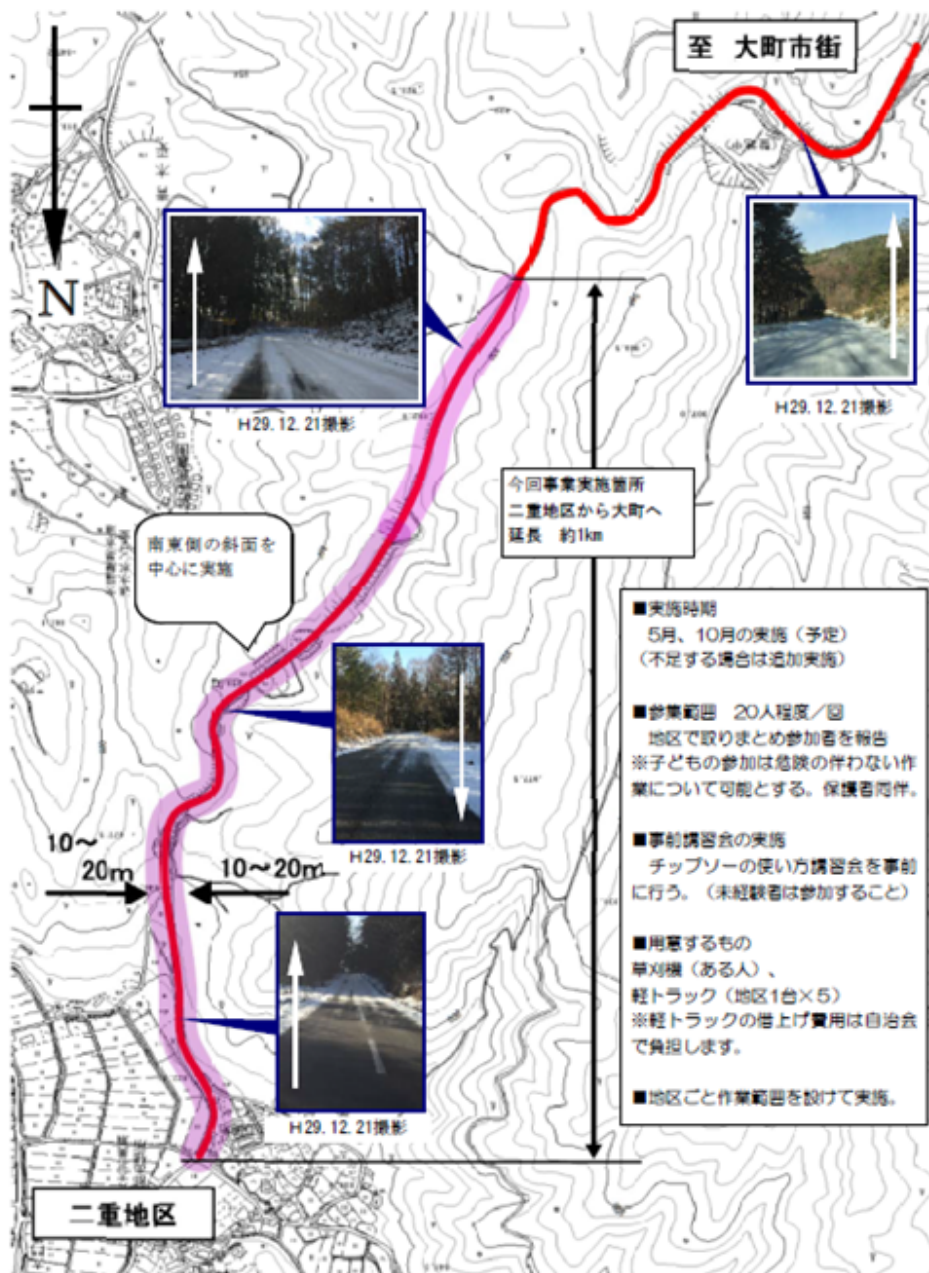 至 大町市街
N
H29.12.21撮影
H29.12.21撮影
今回事業実施箇所
二重地区から大町へ
延長 約1km
南東側の斜面を
中心に実施
■実施時期
5月、10月の実施（予定）
（不足する場合は追加実施）
■参集範囲 20人程度／回
地区で取りまとめ参加者を報告
※子どもの参加は危険の伴わない作
業について可能とする。保護者同伴。
■事前講習会の実施
チップソーの使い方講習会を事前
に行う。（未経験者は参加すること）
■用意するもの
草刈機（ある人）、
軽トラック（地区1台×5）
※軽トラックの借上げ費用は自治会
で負担します。
■地区ごと作業範囲を設けて実施。
H29.12.21撮影
10～
20m
10～20m
H29.12.21撮影
二重地区